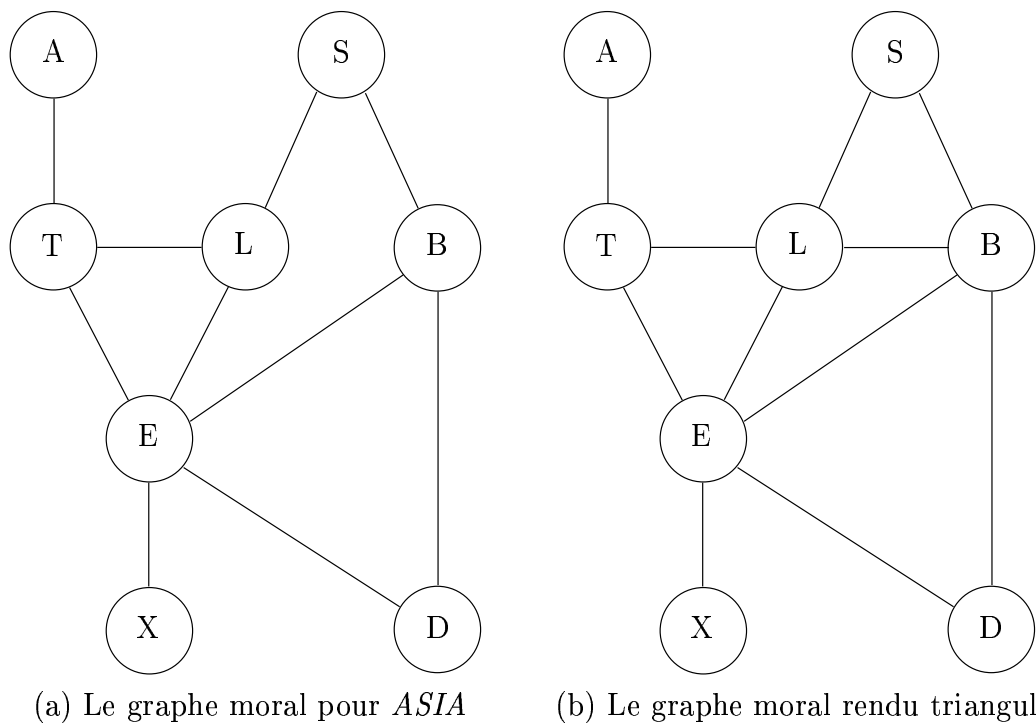 A
S
T
L
B
E
X
D
(a) Le graphe moral pour ASIA
A
S
T
L
B
E
X
D
(b) Le graphe moral rendu triangul